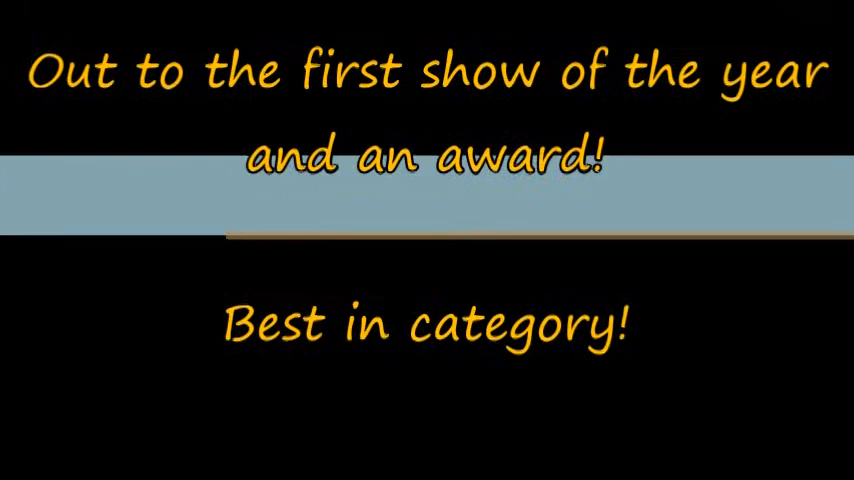 Out to the first show of the year
and an award!
Best in category!